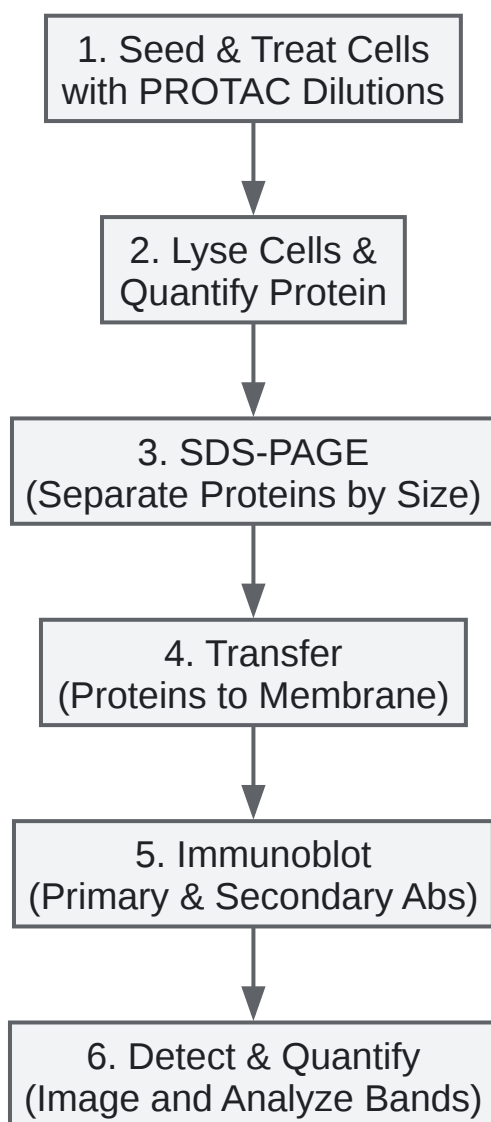 1. Seed & Treat Cells
with PROTAC Dilutions
2. Lyse Cells &
Quantify Protein
3. SDS-PAGE
(Separate Proteins by Size)
4. Transfer
(Proteins to Membrane)
5. Immunoblot
(Primary & Secondary Abs)
6. Detect & Quantify
(Image and Analyze Bands)